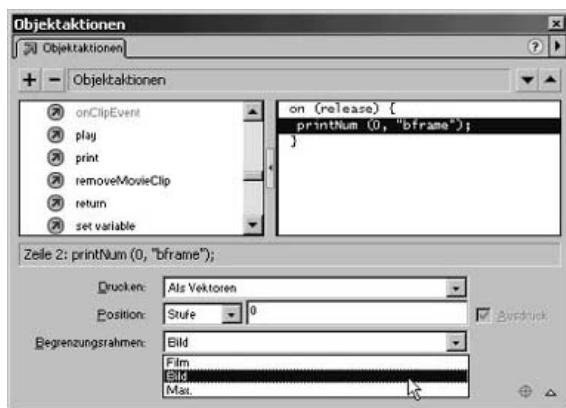 Objektaktionen
Objektaktionen
+ − Objektaktionen
onClipEvent
play
print
removeMovieClip
return
set variable
on (release) {
printNum (0, "bframe");
}
Zeile 2: printNum (0, "bframe");
Drucken: Als Vektoren
Position: Stufe 0 Ausdruck
Begrenzungsrahmen: Bild
Film
Bild
Max.